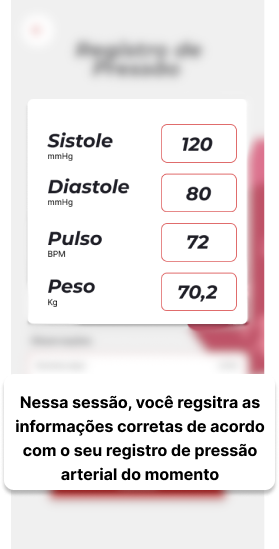 Registro de
Pressão
Sistole
mmHg
120
Diastole
mmHg
80
Pulso
BPM
72
Peso
Kg
70,2
Nessa sessão, você regsitra as
informações corretas de acordo
com o seu registro de pressão
arterial do momento